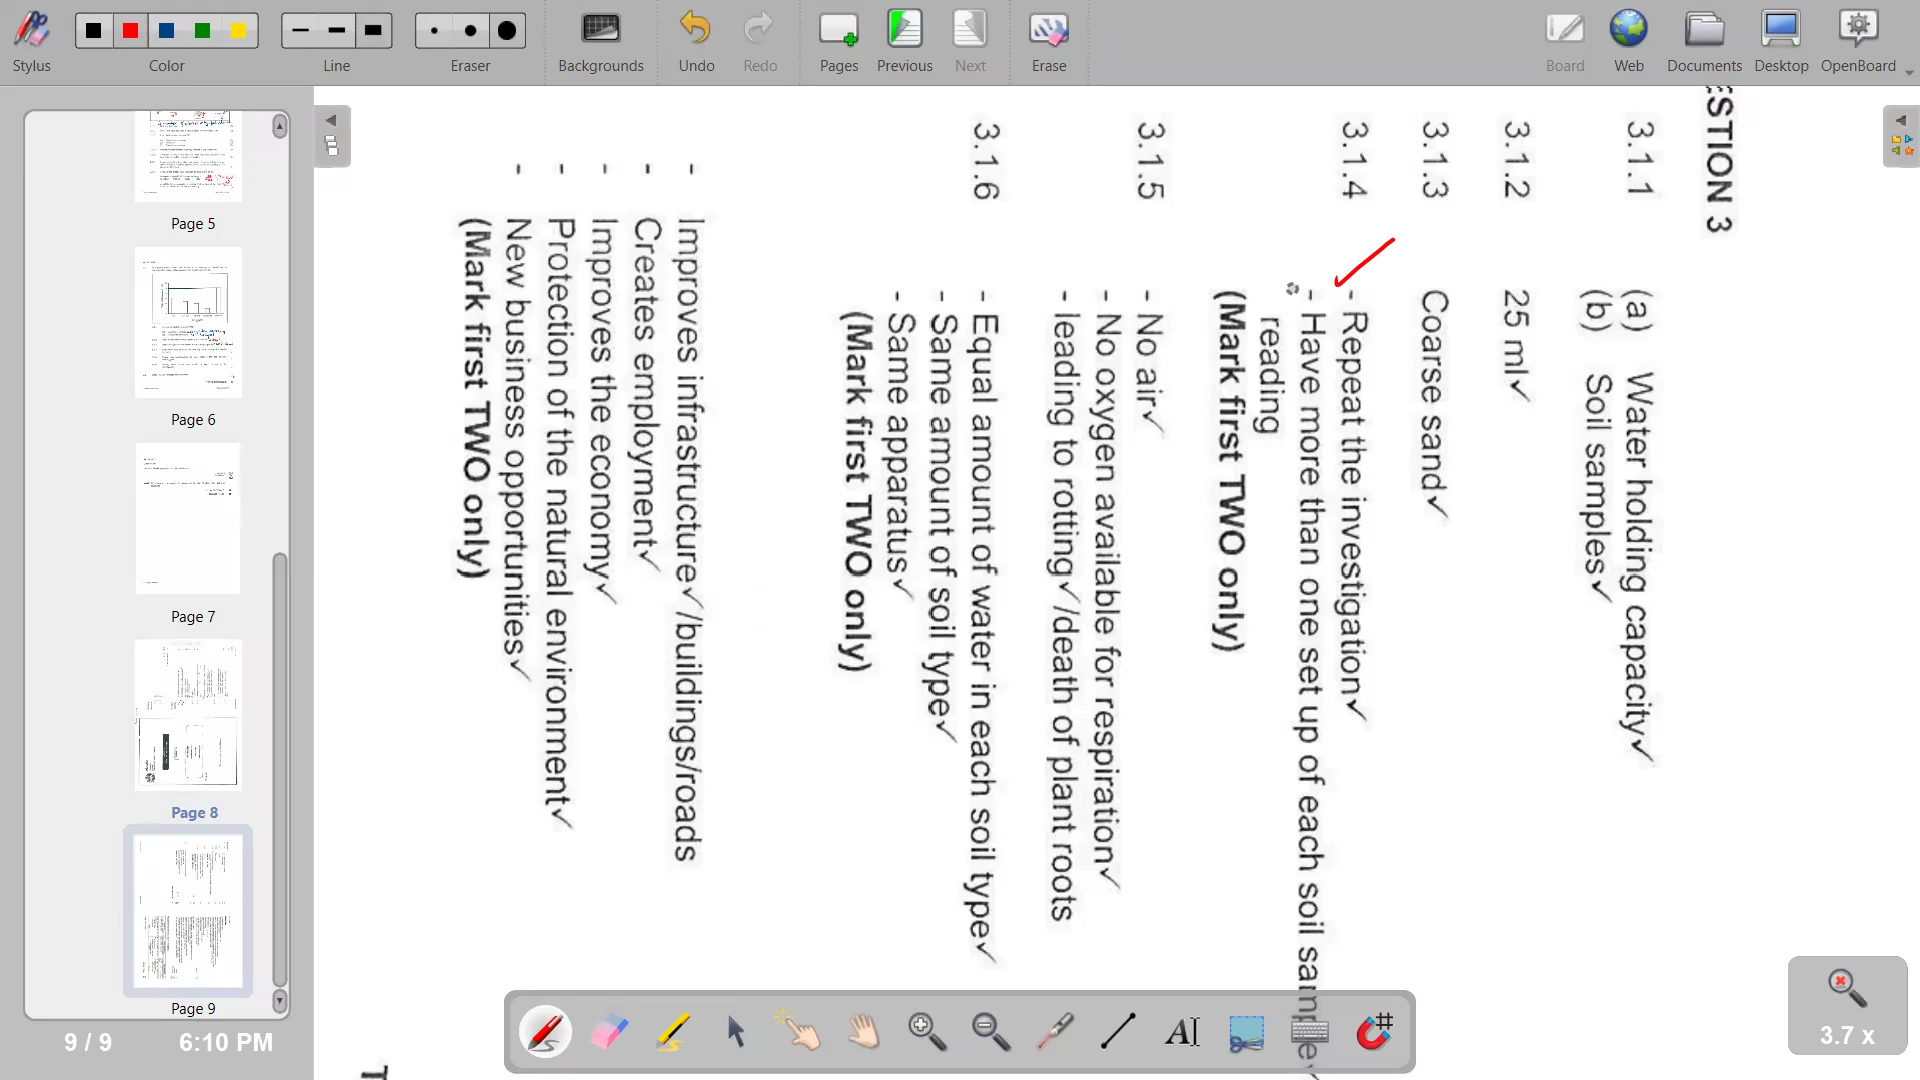 Stylus
Color
Line
Eraser
Backgrounds
Undo
Redo
Pages
Previous
Next
Erase
Board
Web
Documents
Desktop
OpenBoard
Page 5
Page 6
Page 7
Page 8
Page 9
9 / 9
6:10 PM
ESTION 3
3.1.1 (a) Water holding capacity✓
(b) Soil samples✓
3.1.2 25 ml✓
3.1.3 Coarse sand✓
3.1.4 - Repeat the investigation✓
- Have more than one set up of each soil sample✓
reading
(Mark first TWO only)
3.1.5 - No air✓
- No oxygen available for respiration✓
- leading to rotting✓/death of plant roots
3.1.6 - Equal amount of water in each soil type✓
- Same amount of soil type✓
- Same apparatus✓
(Mark first TWO only)
- Improves infrastructure✓/buildings/roads
- Creates employment✓
- Improves the economy✓
- Protection of the natural environment✓
- New business opportunities✓
(Mark first TWO only)
3.7 x